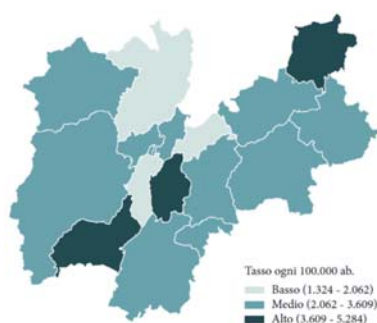 Tasso ogni 100.000 ab.
Basso (1.324 - 2.062)
Medio (2.062 - 3.609)
Alto (3.609 - 5.284)